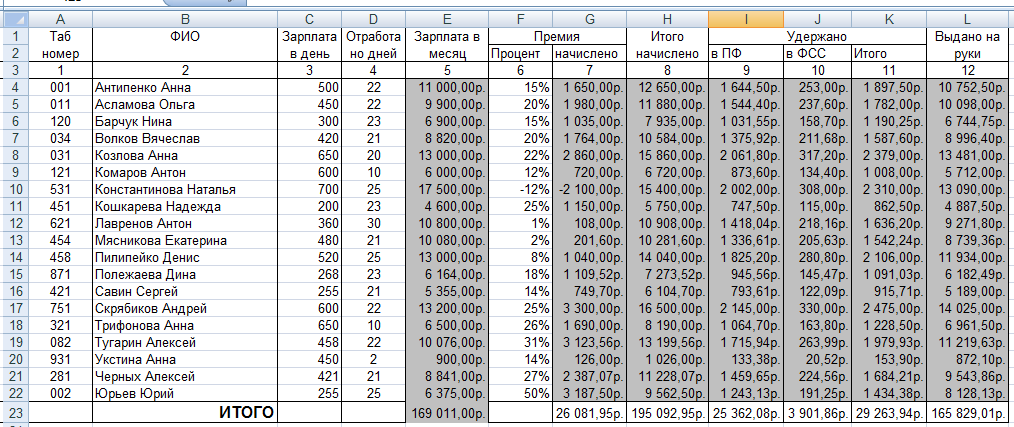 A B C D E F G H I J K L
1 Таб ФИО Зарплата Отработа Зарплата в Премия Итого Удержано Выдано на
2 номер в день но дней месяц Процент начислено начислено в ПФ в ФСС Итого руки
3 1 2 3 4 5 6 7 8 9 10 11 12
4 001 Антипенко Анна 500 22 11 000,00р. 15% 1 650,00р. 12 650,00р. 1 644,50р. 253,00р. 1 897,50р. 10 752,50р.
5 011 Асламова Ольга 450 22 9 900,00р. 20% 1 980,00р. 11 880,00р. 1 544,40р. 237,60р. 1 782,00р. 10 098,00р.
6 120 Барчук Нина 300 23 6 900,00р. 15% 1 035,00р. 7 935,00р. 1 031,55р. 158,70р. 1 190,25р. 6 744,75р.
7 034 Волков Вячеслав 420 21 8 820,00р. 20% 1 764,00р. 10 584,00р. 1 375,92р. 211,68р. 1 587,60р. 8 996,40р.
8 031 Козлова Анна 650 20 13 000,00р. 22% 2 860,00р. 15 860,00р. 2 061,80р. 317,20р. 2 379,00р. 13 481,00р.
9 121 Комаров Антон 600 10 6 000,00р. 12% 720,00р. 6 720,00р. 873,60р. 134,40р. 1 008,00р. 5 712,00р.
10 531 Константинова Наталья 700 25 17 500,00р. -12% -2 100,00р. 15 400,00р. 2 002,00р. 308,00р. 2 310,00р. 13 090,00р.
11 451 Кошкарева Надежда 200 23 4 600,00р. 25% 1 150,00р. 5 750,00р. 747,50р. 115,00р. 862,50р. 4 887,50р.
12 621 Лавренов Антон 360 30 10 800,00р. 1% 108,00р. 10 908,00р. 1 418,04р. 218,16р. 1 636,20р. 9 271,80р.
13 454 Мясникова Екатерина 480 21 10 080,00р. 2% 201,60р. 10 281,60р. 1 336,61р. 205,63р. 1 542,24р. 8 739,36р.
14 458 Пилипейко Денис 520 25 13 000,00р. 8% 1 040,00р. 14 040,00р. 1 825,20р. 280,80р. 2 106,00р. 11 934,00р.
15 871 Полежаева Дина 268 23 6 164,00р. 18% 1 109,52р. 7 273,52р. 945,56р. 145,47р. 1 091,03р. 6 182,49р.
16 421 Савин Сергей 255 21 5 355,00р. 14% 749,70р. 6 104,70р. 793,61р. 122,09р. 915,71р. 5 189,00р.
17 751 Скрябиков Андрей 600 22 13 200,00р. 25% 3 300,00р. 16 500,00р. 2 145,00р. 330,00р. 2 475,00р. 14 025,00р.
18 321 Трифонова Анна 650 10 6 500,00р. 26% 1 690,00р. 8 190,00р. 1 064,70р. 163,80р. 1 228,50р. 6 961,50р.
19 082 Тугарин Алексей 458 22 10 076,00р. 31% 3 123,56р. 13 199,56р. 1 715,94р. 263,99р. 1 979,93р. 11 219,63р.
20 931 Укстина Анна 450 2 900,00р. 14% 126,00р. 1 026,00р. 133,38р. 20,52р. 153,90р. 872,10р.
21 281 Черных Алексей 421 21 8 841,00р. 27% 2 387,07р. 11 228,07р. 1 459,65р. 224,56р. 1 684,21р. 9 543,86р.
22 002 Юрьев Юрий 255 25 6 375,00р. 50% 3 187,50р. 9 562,50р. 1 243,13р. 191,25р. 1 434,38р. 8 128,13р.
23 ИТОГО 169 011,00р. 26 081,95р. 195 092,95р. 25 362,08р. 3 901,86р. 29 263,94р. 165 829,01р.